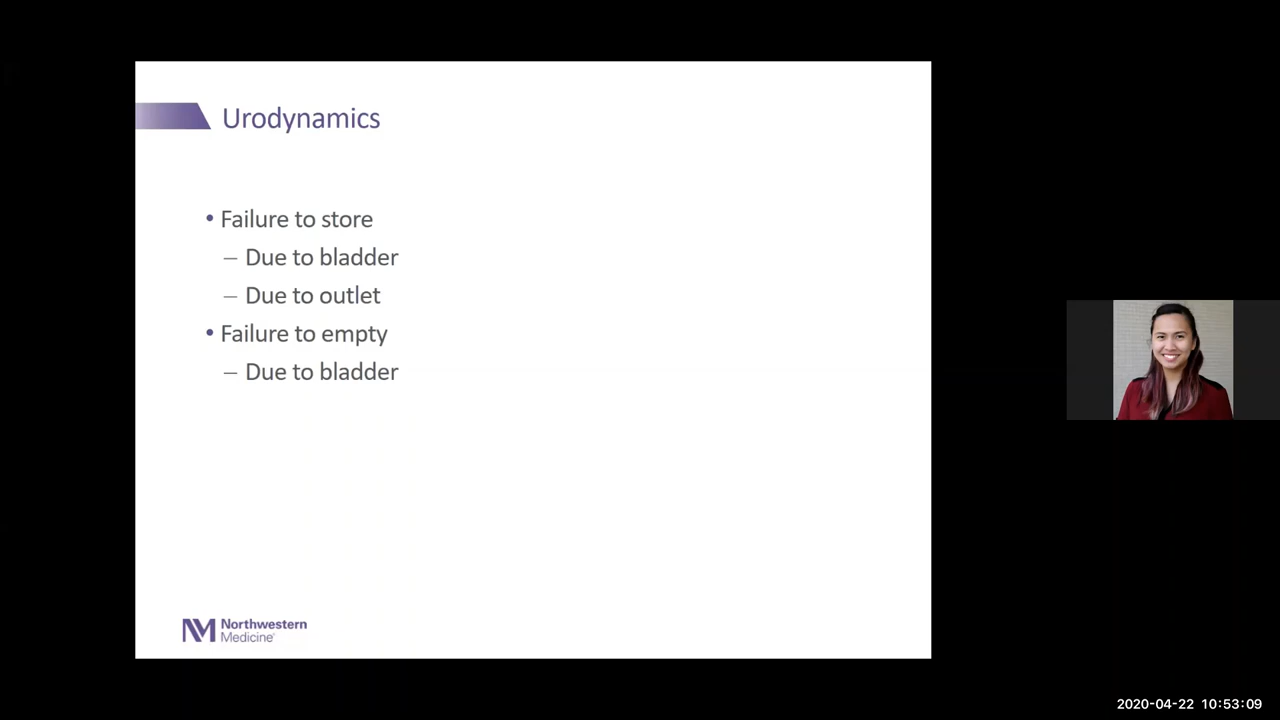 Urodynamics
• Failure to store
– Due to bladder
– Due to outlet
• Failure to empty
– Due to bladder
NM Northwestern
Medicine®
2020-04-22 10:53:09